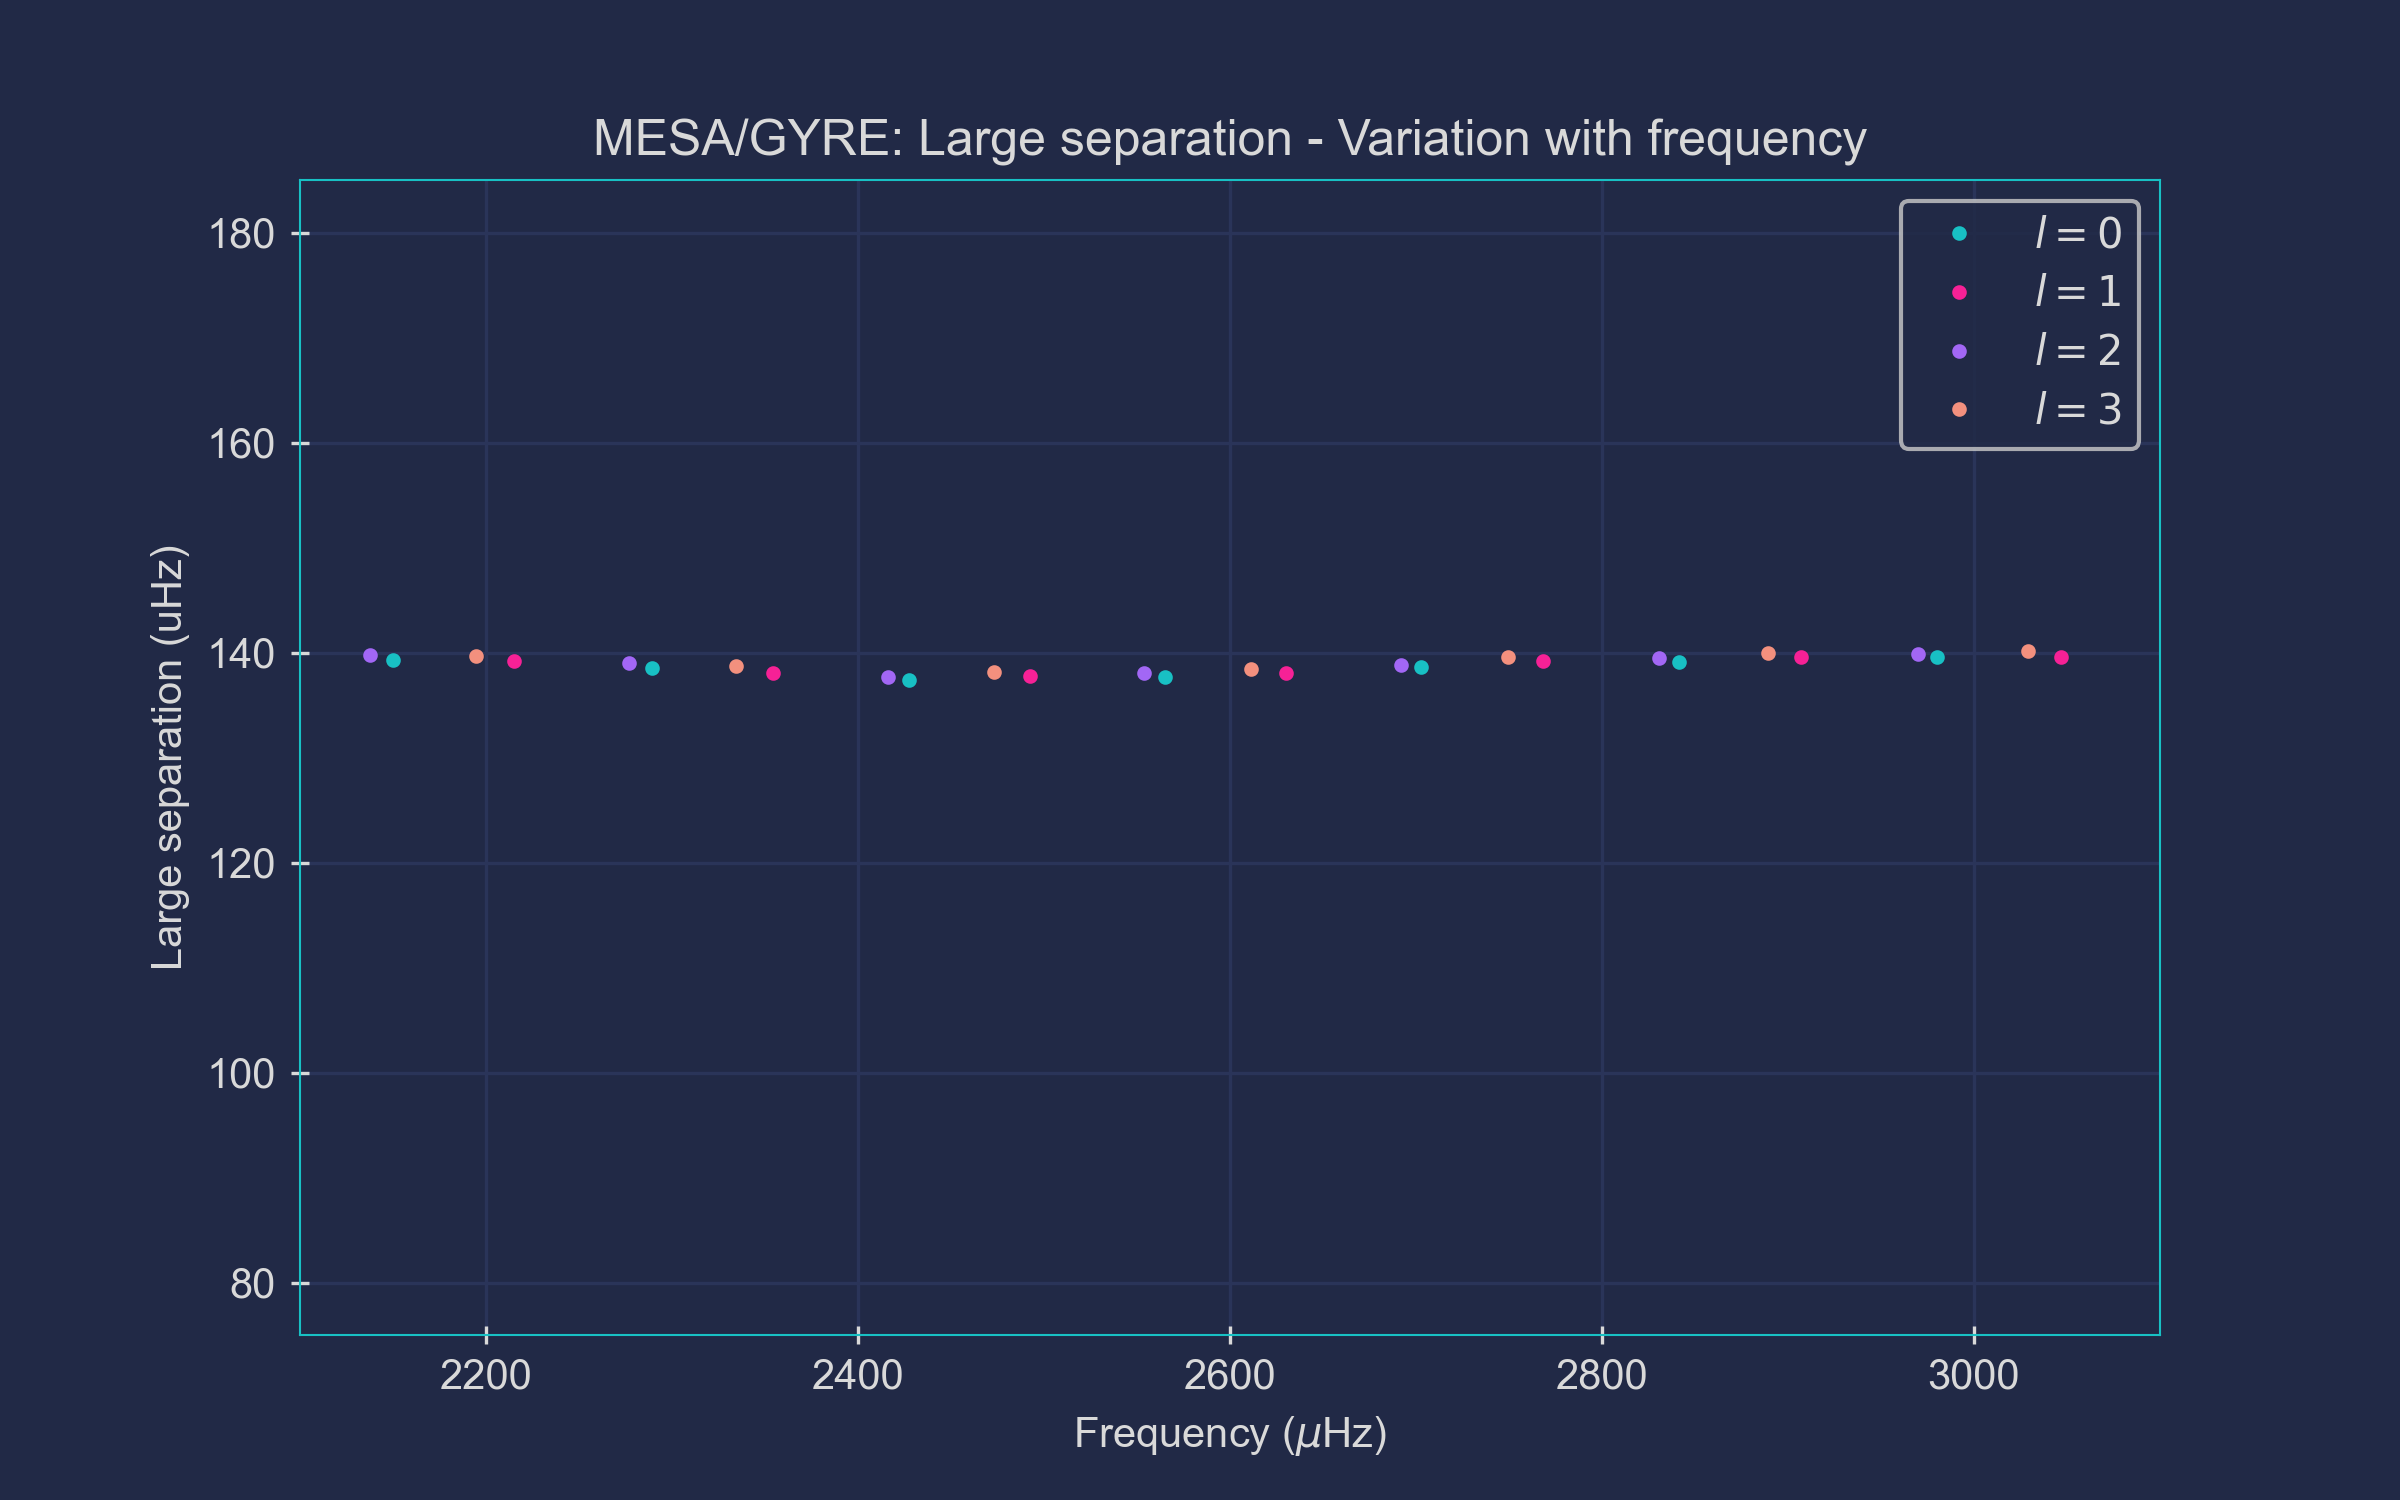 MESA/GYRE: Large separation - Variation with frequency
l = 0
l = 1
l = 2
l = 3
180
160
140
120
100
80
Large separation (uHz)
2200 2400 2600 2800 3000
Frequency (μHz)